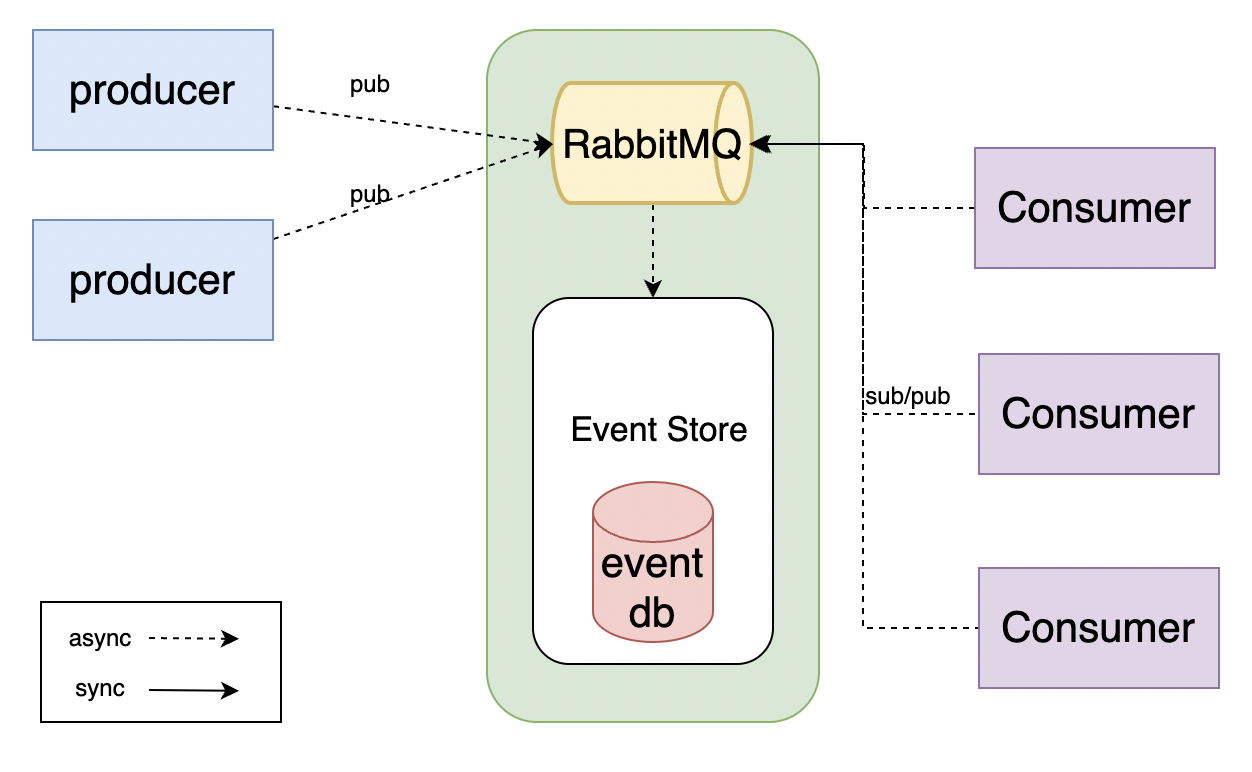 producer
pub
pub
producer
RabbitMQ
Event Store
event
db
Consumer
sub/pub
Consumer
Consumer
async
sync